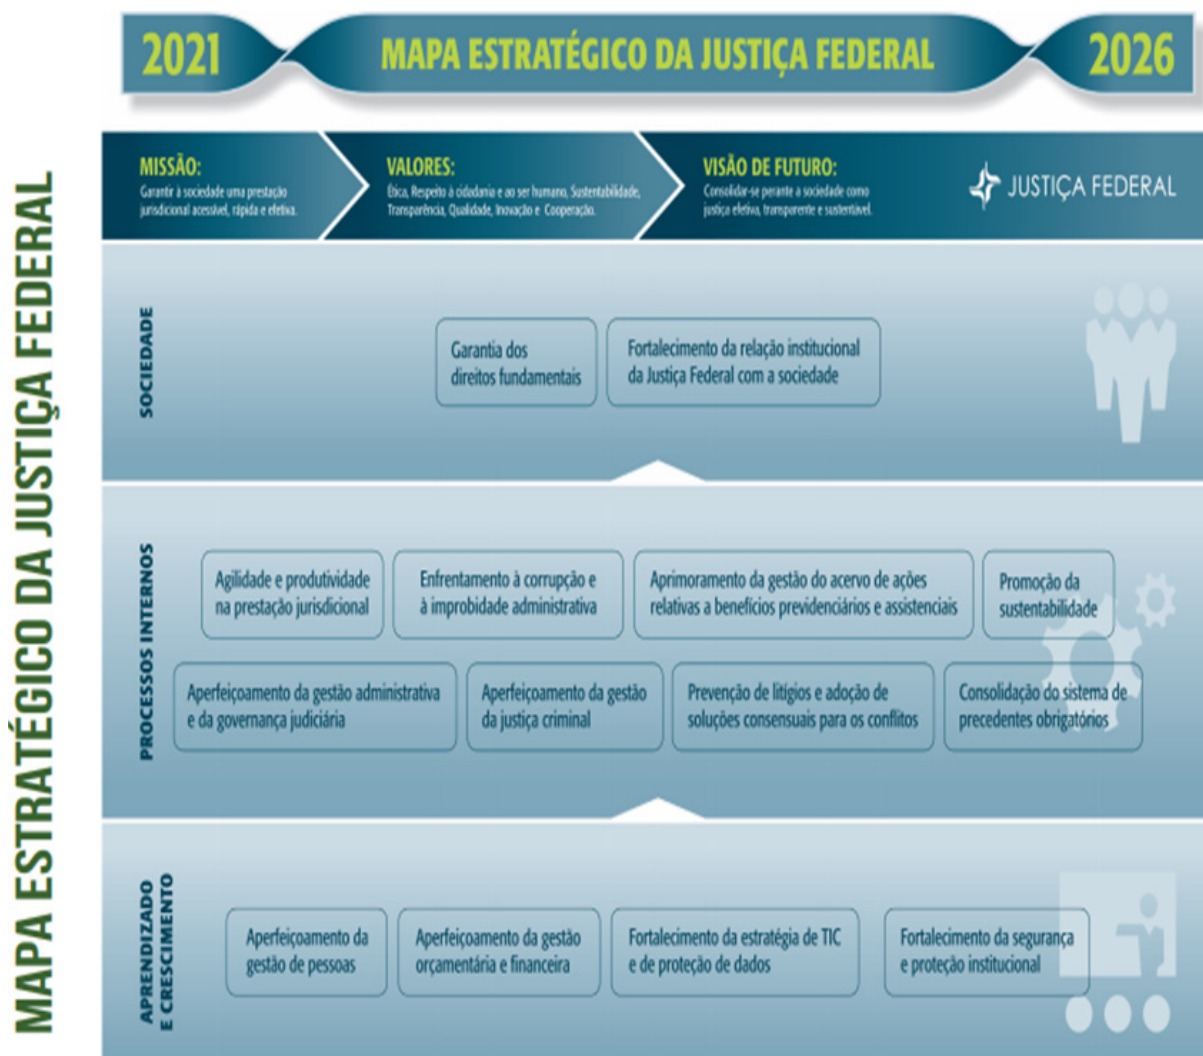 MAPA ESTRATÉGICO DA JUSTIÇA FEDERAL
2021
MAPA ESTRATÉGICO DA JUSTIÇA FEDERAL
2026
MISSÃO:
Garantir à sociedade uma prestação
jurisdicional acessível, rápida e efetiva.
VALORES:
Ética, Respeito à cidadania e ao ser humano, Sustentabilidade,
Transparência, Qualidade, Inovação e Cooperação.
VISÃO DE FUTURO:
Consolidar-se perante a sociedade como
justiça efetiva, transparente e sustentável.
JUSTIÇA FEDERAL
SOCIEDADE
Garantia dos
direitos fundamentais
Fortalecimento da relação institucional
da Justiça Federal com a sociedade
PROCESSOS INTERNOS
Agilidade e produtividade
na prestação jurisdicional
Enfrentamento à corrupção e
à improbidade administrativa
Aprimoramento da gestão do acervo de ações
relativas a benefícios previdenciários e assistenciais
Promoção da
sustentabilidade
Aperfeiçoamento da gestão administrativa
e da governança judiciária
Aperfeiçoamento da gestão
da justiça criminal
Prevenção de litígios e adoção de
soluções consensuais para os conflitos
Consolidação do sistema de
precedentes obrigatórios
APRENDIZADO
E CRESCIMENTO
Aperfeiçoamento da
gestão de pessoas
Aperfeiçoamento da gestão
orçamentária e financeira
Fortalecimento da estratégia de TIC
e de proteção de dados
Fortalecimento da segurança
e proteção institucional